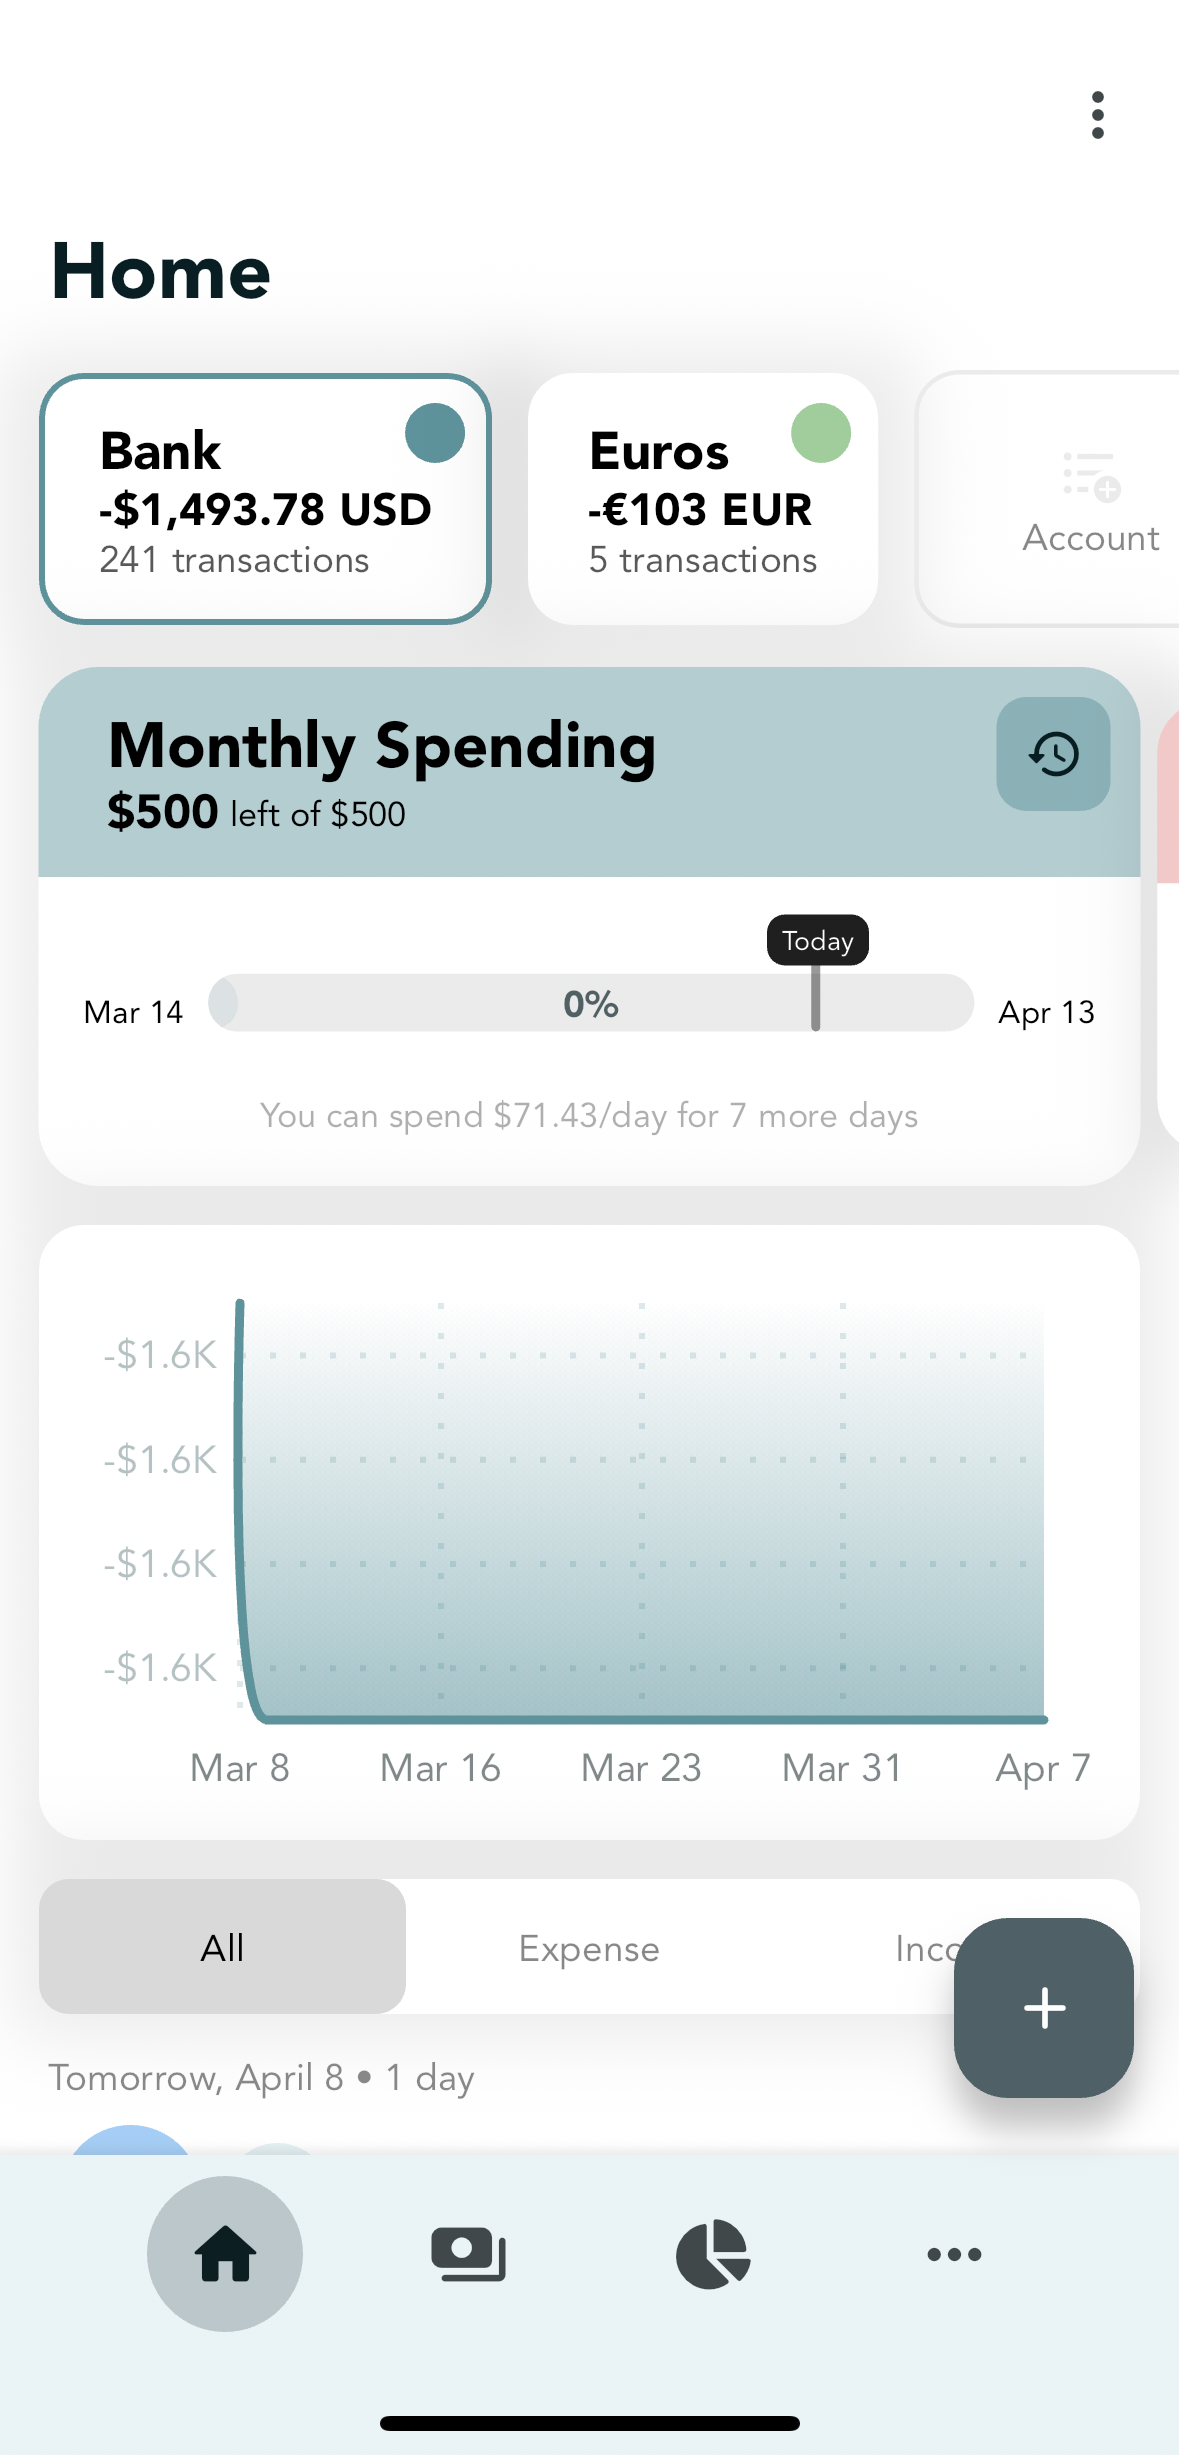 Home
Bank
-$1,493.78 USD
241 transactions
Euros
-€103 EUR
5 transactions
Account
Monthly Spending
$500 left of $500
Today
Mar 14
0%
Apr 13
You can spend $71.43/day for 7 more days
-$1.6K
-$1.6K
-$1.6K
-$1.6K
Mar 8
Mar 16
Mar 23
Mar 31
Apr 7
All
Expense
Tomorrow, April 8 • 1 day